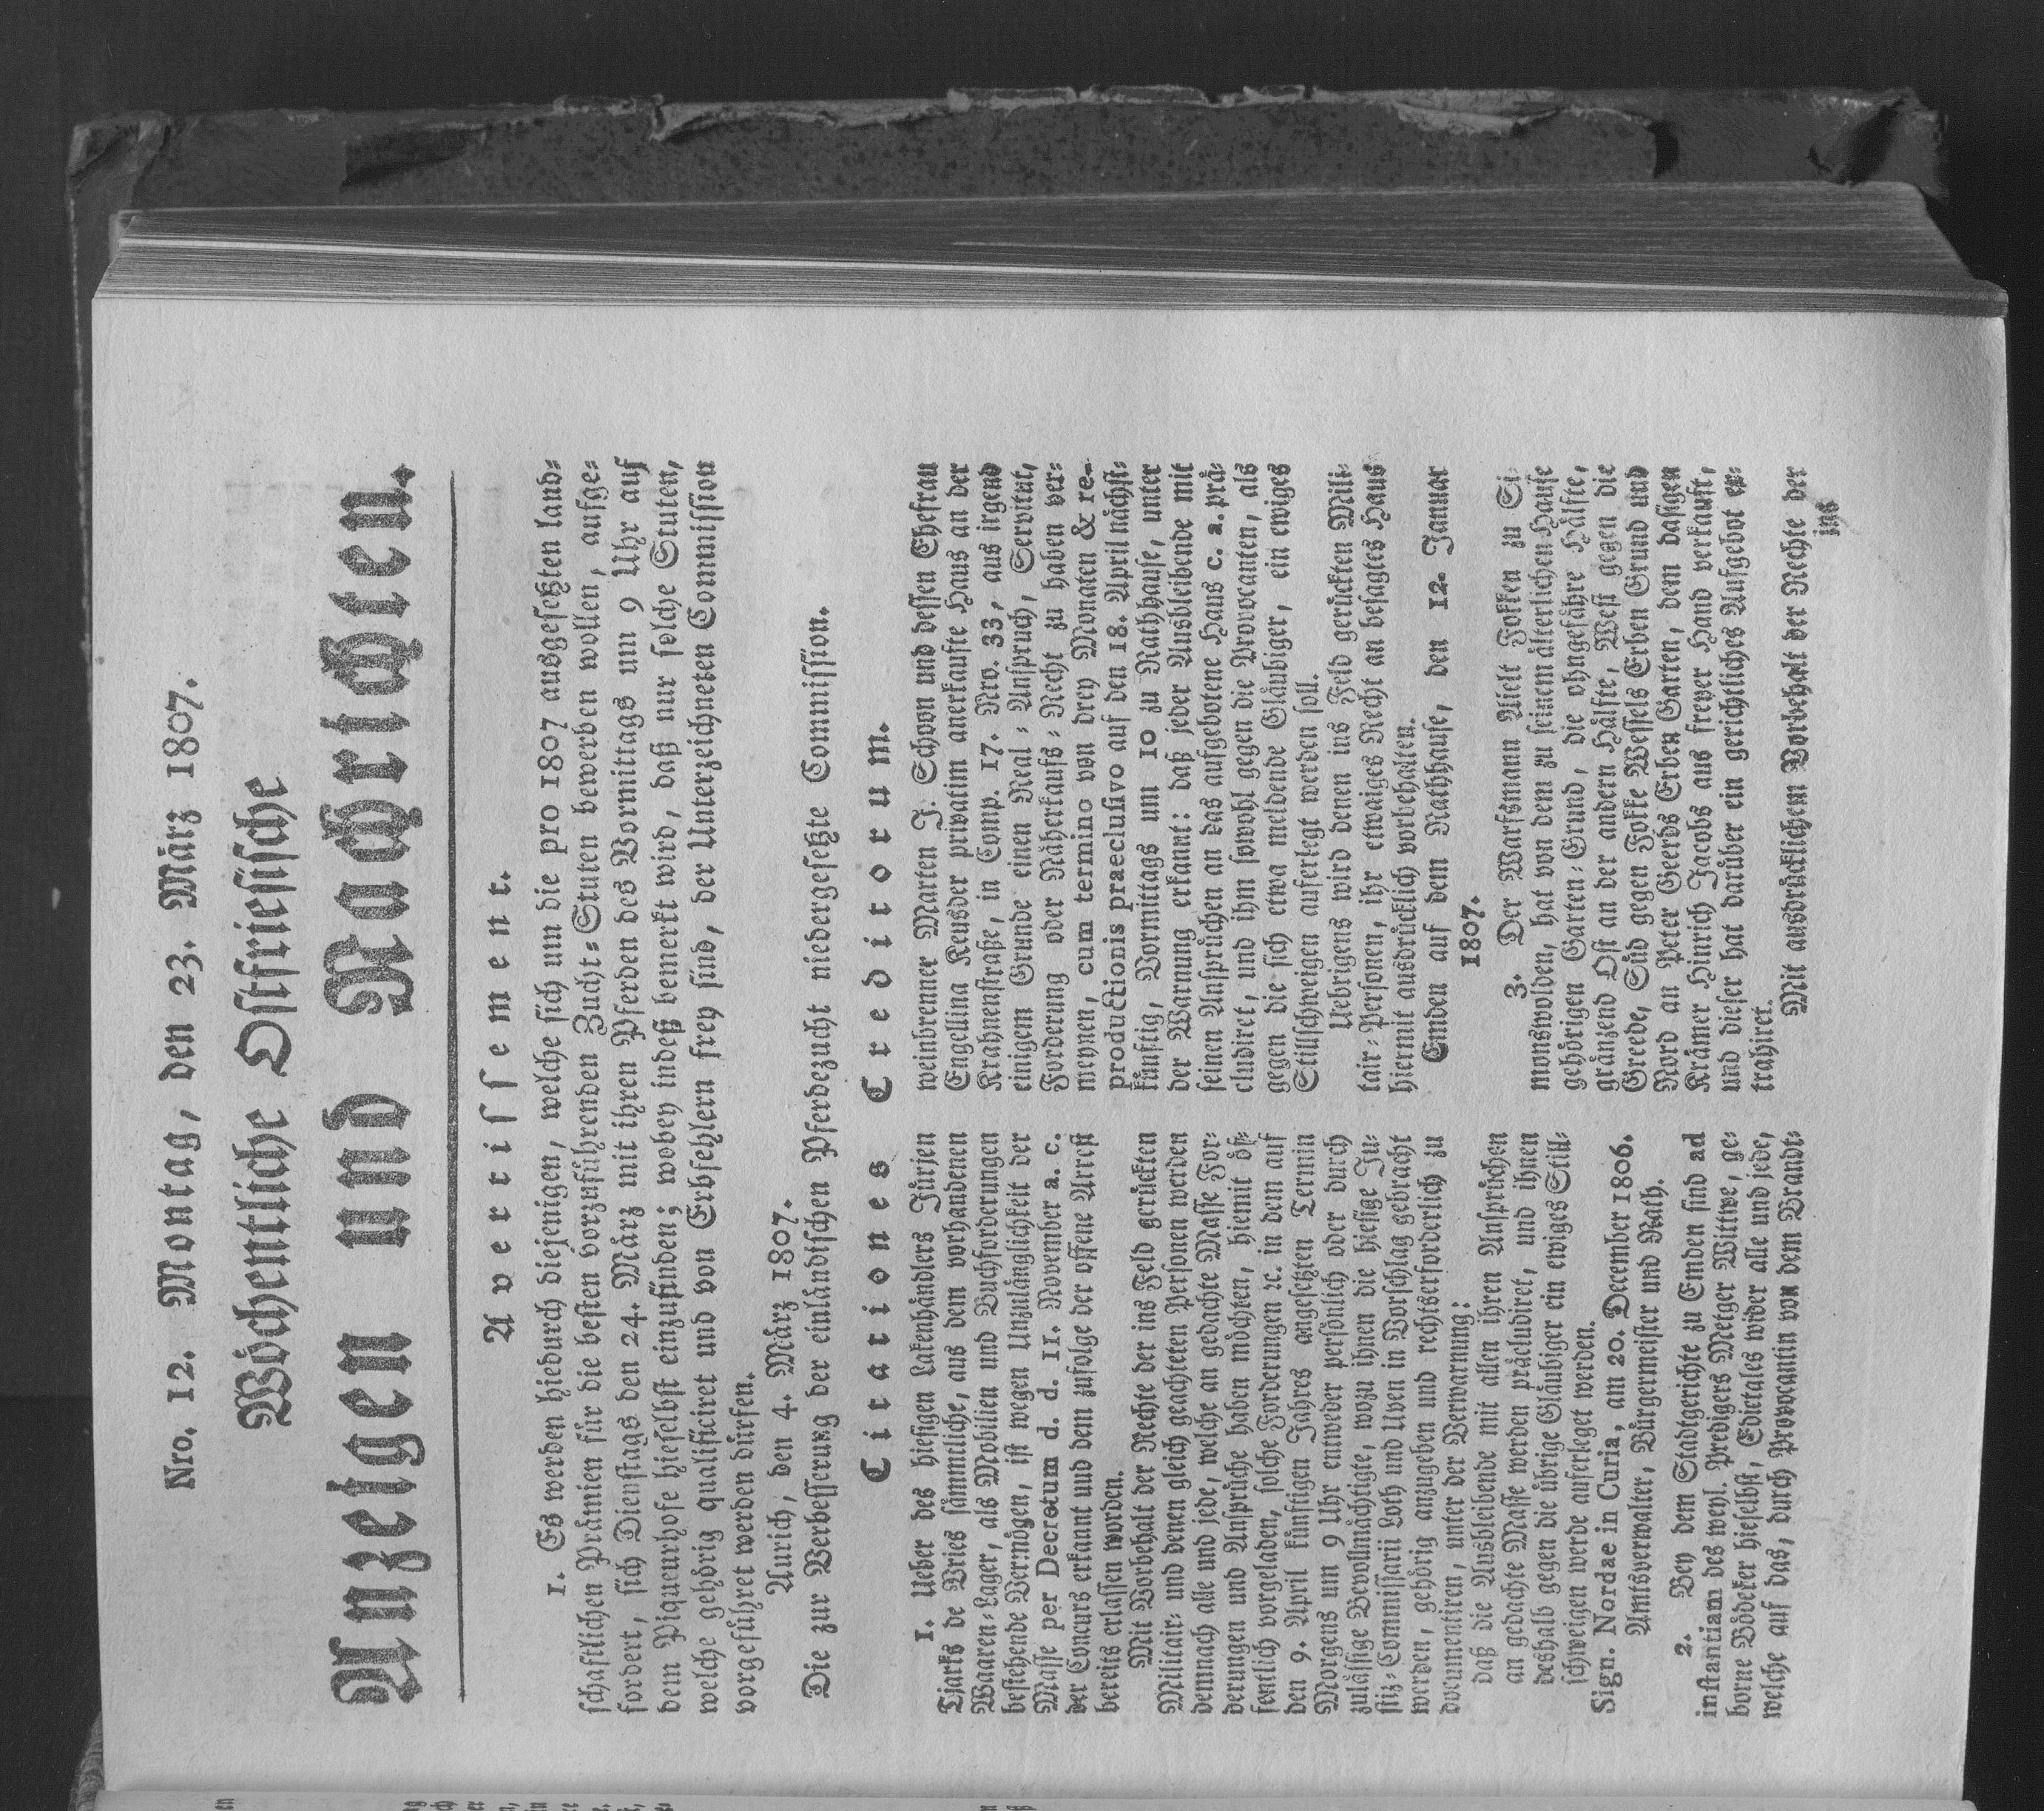 Nro. 12. Montag, den 23. März 1807.
Wöchentliche Ostfriesische
Anzeigen und Nachrichten.
Avertissement.
1. Es werden hiedurch diejenigen, welche sich um die pro 1807 ausgesetzten land-
schaftlichen Prämien für die besten vorzuführenden Zucht-Stuten bewerben wollen, aufge-
fordert, sich Dienstags den 24. März mit ihren Pferden des Vormittags um 9 Uhr auf
dem Piqueurhofe hieselbst einzufinden; wobey indeß bemerkt wird, daß nur solche Stuten,
welche gehörig qualificiret und von Erbfehlern frey sind, der Unterzeichneten Commission
vorgeführet werden dürfen.
Aurich, den 4. März 1807.
Die zur Verbesserung der einländischen Pferdezucht niedergesetzte Commission.
Citationes Creditorum.
1. Ueber des hiesigen Lakenhändlers Jürjen
Tjarks de Vries sämmtliche, aus dem vorhandenen
Waaren-Lager, als Mobilien und Buchforderungen
bestehende Vermögen, ist wegen Unzulänglichkeit der
Masse per Decretum d. d. 11. November a. c.
der Concurs erkannt und dem zufolge der offene Arrest
bereits erlassen worden.
Mit Vorbehalt der Rechte der ins Feld gerückten
Militair- und denen gleich geachteten Personen werden
demnach alle und jede, welche an gedachte Masse For-
derungen und Ansprüche haben möchten, hiemit öf-
fentlich vorgeladen, solche Forderungen ꝛc. in dem auf
den 9. April künftigen Jahres angesetzten Termin
Morgens um 9 Uhr entweder persönlich oder durch
zuläßige Bevollmächtigte, wozu ihnen die hiesige Ju-
stiz-Commissarii Loth und Uven in Vorschlag gebracht
werden, gehörig anzugeben und rechtserforderlich zu
documentiren, unter der Verwarnung:
daß die Ausbleibende mit allen ihren Ansprüchen
an gedachte Masse werden präcludiret, und ihnen
deshalb gegen die übrige Gläubiger ein ewiges Still-
schweigen werde auferleget werden.
Sign. Nordae in Curia, am 20. December 1806.
Amtsverwalter, Bürgermeister und Rath.
2. Bey dem Stadtgerichte zu Emden sind ad
instantiam des weyl. Predigers Metger Wittwe, ge-
borne Bödeker hieselbst, Edictales wider alle und jede,
welche auf das, durch Provocantin von dem Brandt-
weinbrenner Marten J. Schoon und dessen Ehefrau
Engellina Keusder privatim anerkaufte Haus an der
Krahnenstraße, in Comp. 17. Nro. 33, aus irgend
einigem Grunde einen Real-Anspruch, Servitut,
Forderung oder Näherkaufs-Recht zu haben ver-
meynen, cum termino von drey Monaten & re-
productionis praeclusivo auf den 18. April nächst-
künftig, Vormittags um 10 zu Rathhause, unter
der Warnung erkannt: daß jeder Ausbleibende mit
seinen Ansprüchen an das aufgebotene Haus c. a. prä-
cludiret, und ihm sowohl gegen die Provocanten, als
gegen die sich etwa meldende Gläubiger, ein ewiges
Stillschweigen auferlegt werden soll.
Uebrigens wird denen ins Feld gerückten Mili-
tair-Personen, ihr etwaiges Recht an besagtes Haus
hiermit ausdrücklich vorbehalten.
Emden auf dem Rathhause, den 12. Januar
1807.
3. Der Warfsmann Aielt Fokken zu Si-
monswolden, hat von dem zu seinem älterlichen Hause
gehörigen Garten-Grund, die ohngefähre Hälfte,
gränzend Ost an der andern Hälfte, West gegen die
Greede, Süd gegen Fokke Wessels Erben Grund und
Nord an Peter Geerds Erben Garten, dem dasigen
Krämer Hinrich Jacobs aus freyer Hand verkauft,
und dieser hat darüber ein gerichtliches Aufgebot ex-
trahiret.
Mit ausdrücklichem Vorbehalt der Rechte der
ins